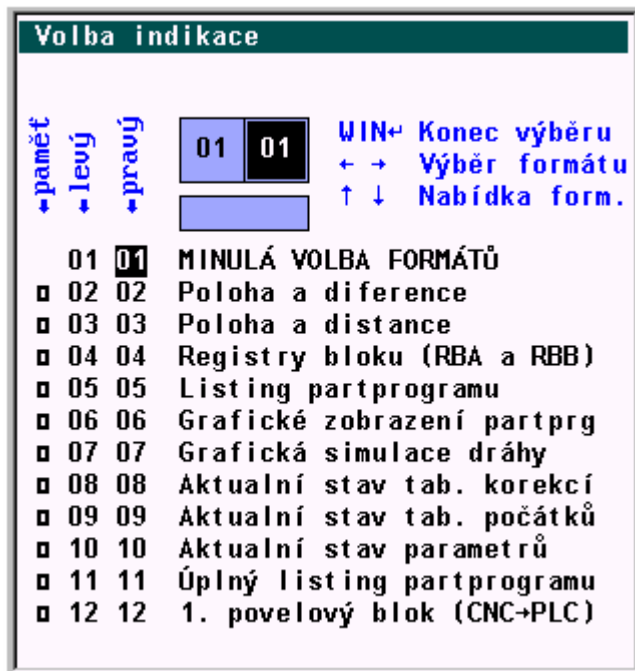 Volba indikace
←paměť
←levý
←pravý
01 01
WIN↵ Konec výběru
← → Výběr formátu
↑ ↓ Nabídka form.
01 01 MINULÁ VOLBA FORMÁTŮ
02 02 Poloha a diference
03 03 Poloha a distance
04 04 Registry bloku (RBA a RBB)
05 05 Listing partprogramu
06 06 Grafické zobrazení partprg
07 07 Grafická simulace dráhy
08 08 Aktualní stav tab. korekcí
09 09 Aktualní stav tab. počátků
10 10 Aktualní stav parametrů
11 11 Úplný listing partprogramu
12 12 1. povelový blok (CNC→PLC)